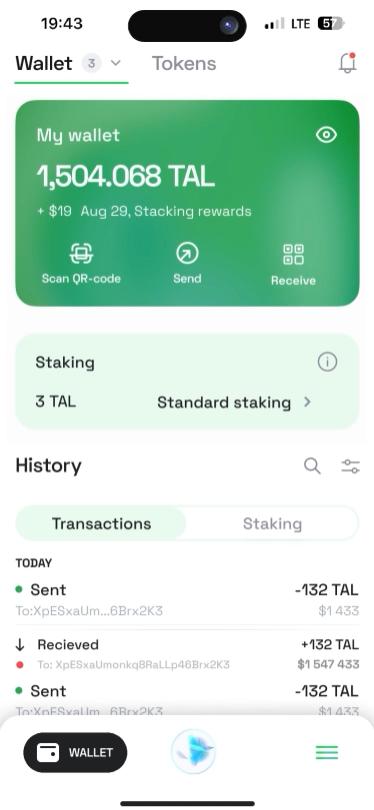 19:43 LTE 57
Wallet 3 Tokens
My wallet
1,504.068 TAL
+ $19 Aug 29, Stacking rewards
Scan QR-code Send Receive
Staking
3 TAL Standard staking
History
Transactions Staking
TODAY
Sent -132 TAL
To:XpESxaUm...6Brx2K3 $1 433
Recieved +132 TAL
To: XpESxaUmonkq8RaLLp46Brx2K3 $1 547 433
Sent -132 TAL
To:XpESxaUm...6Brx2K3 $1 433
WALLET